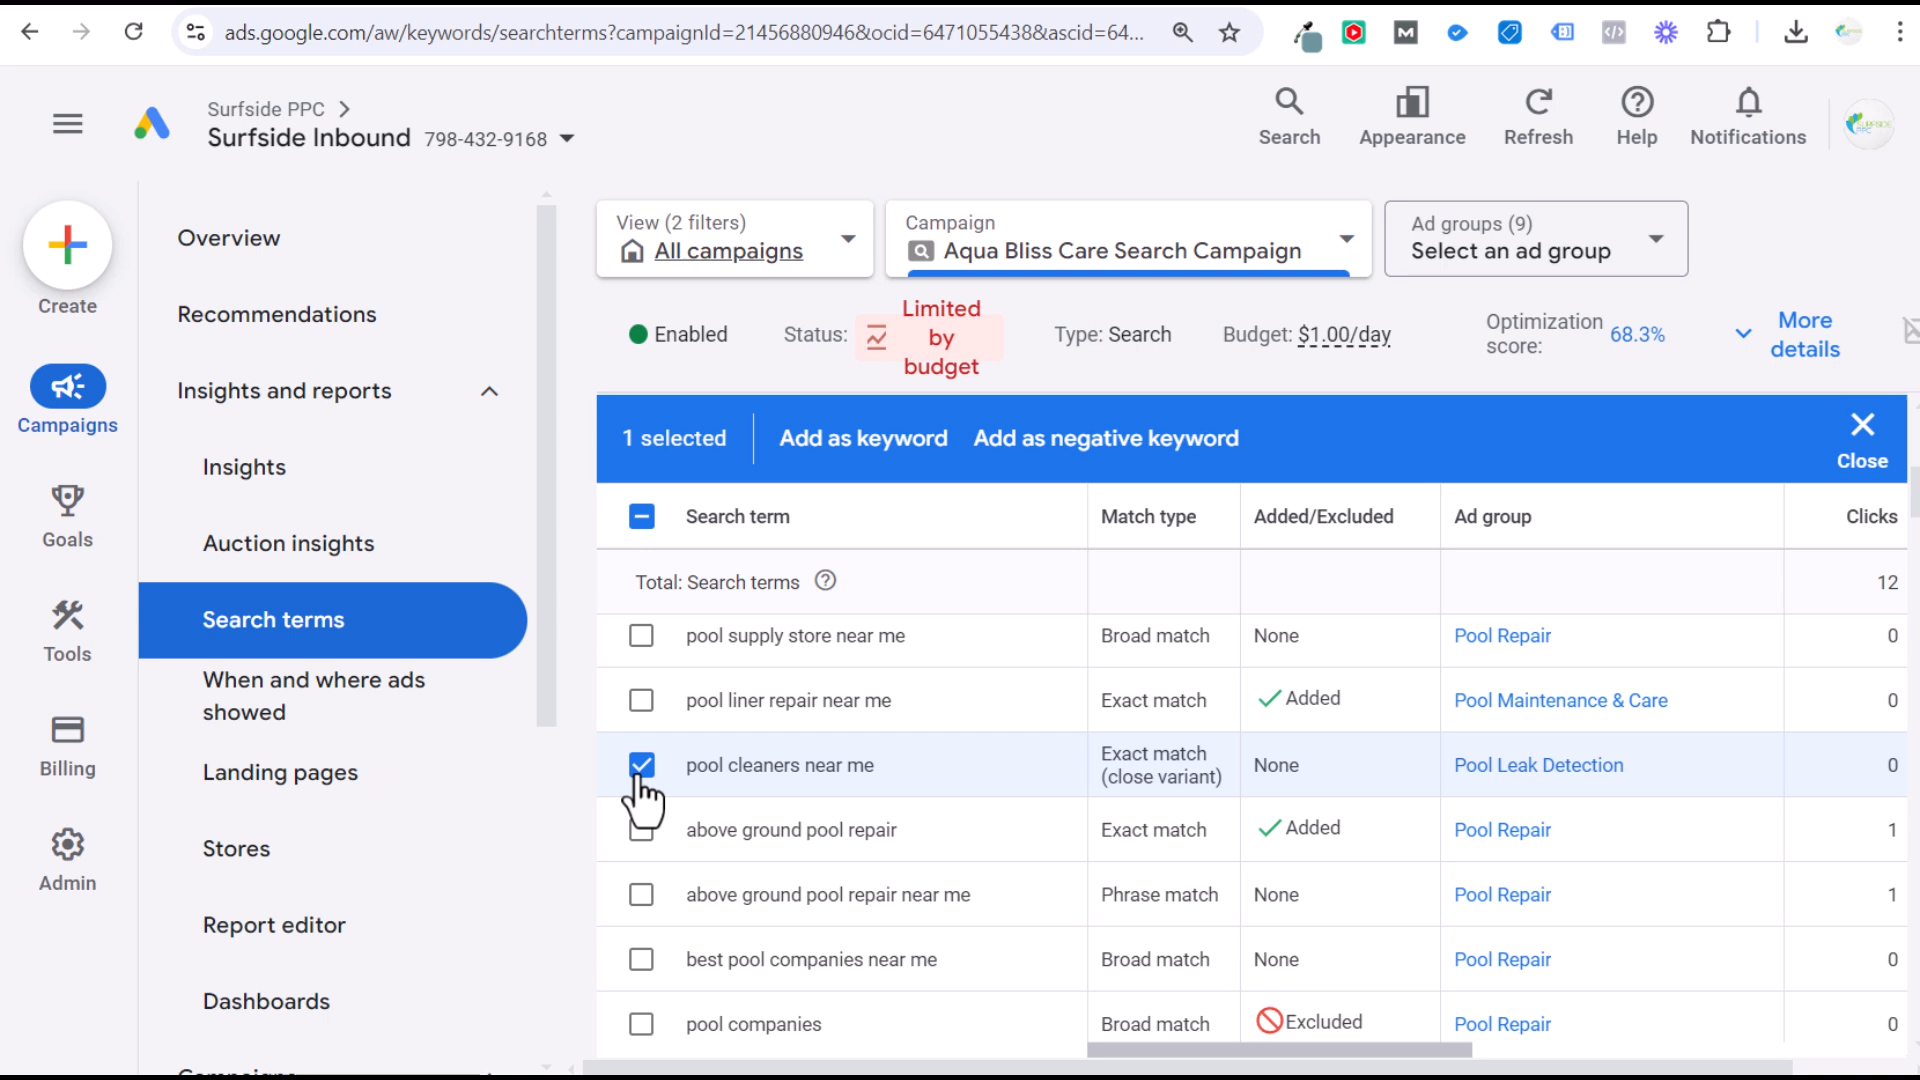 ads.google.com/aw/keywords/searchterms?campaignId=21456880946&ocid=6471055438&ascid=64...
Surfside PPC
Surfside Inbound 798-432-9168
Search
Appearance
Refresh
Help
Notifications
Create
Campaigns
Goals
Tools
Billing
Admin
Overview
Recommendations
Insights and reports
Insights
Auction insights
Search terms
When and where ads
showed
Landing pages
Stores
Report editor
Dashboards
View (2 filters)
All campaigns
Campaign
Aqua Bliss Care Search Campaign
Ad groups (9)
Select an ad group
Enabled
Status:
Limited
by
budget
Type: Search
Budget: $1.00/day
Optimization
score:
68.3%
More
details
1 selected
Add as keyword
Add as negative keyword
Close
Search term Match type Added/Excluded Ad group Clicks
Total: Search terms 12
pool supply store near me Broad match None Pool Repair 0
pool liner repair near me Exact match Added Pool Maintenance & Care 0
pool cleaners near me Exact match (close variant) None Pool Leak Detection 0
above ground pool repair Exact match Added Pool Repair 1
above ground pool repair near me Phrase match None Pool Repair 1
best pool companies near me Broad match None Pool Repair 0
pool companies Broad match Excluded Pool Repair 0